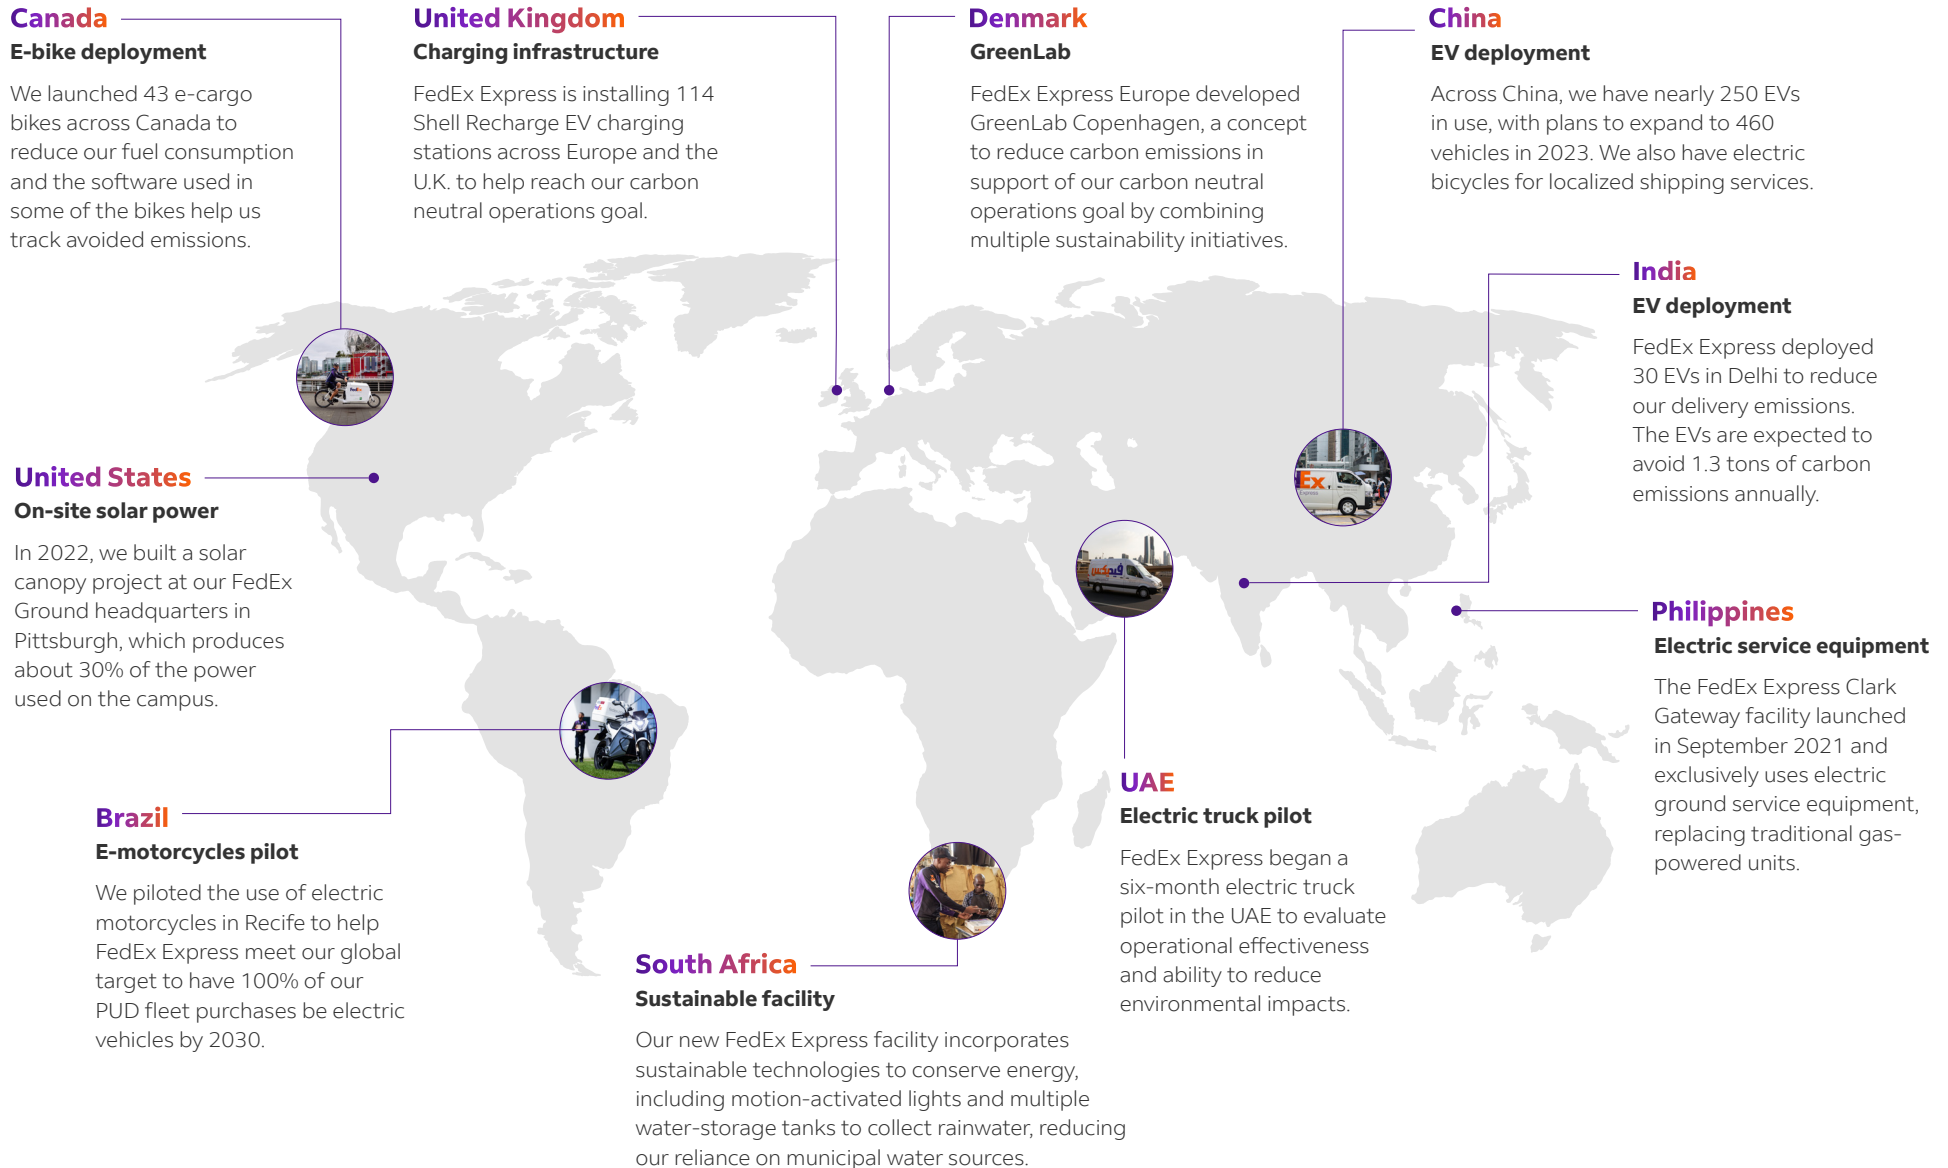 Canada
E-bike deployment
We launched 43 e-cargo
bikes across Canada to
reduce our fuel consumption
and the software used in
some of the bikes help us
track avoided emissions.
United Kingdom
Charging infrastructure
FedEx Express is installing 114
Shell Recharge EV charging
stations across Europe and the
U.K. to help reach our carbon
neutral operations goal.
Denmark
GreenLab
FedEx Express Europe developed
GreenLab Copenhagen, a concept
to reduce carbon emissions in
support of our carbon neutral
operations goal by combining
multiple sustainability initiatives.
China
EV deployment
Across China, we have nearly 250 EVs
in use, with plans to expand to 460
vehicles in 2023. We also have electric
bicycles for localized shipping services.
India
EV deployment
FedEx Express deployed
30 EVs in Delhi to reduce
our delivery emissions.
The EVs are expected to
avoid 1.3 tons of carbon
emissions annually.
FedEx
Ex
Express
فيديكس
United States
On-site solar power
In 2022, we built a solar
canopy project at our FedEx
Ground headquarters in
Pittsburgh, which produces
about 30% of the power
used on the campus.
Philippines
Electric service equipment
The FedEx Express Clark
Gateway facility launched
in September 2021 and
exclusively uses electric
ground service equipment,
replacing traditional gas-
powered units.
Brazil
E-motorcycles pilot
We piloted the use of electric
motorcycles in Recife to help
FedEx Express meet our global
target to have 100% of our
PUD fleet purchases be electric
vehicles by 2030.
UAE
Electric truck pilot
FedEx Express began a
six-month electric truck
pilot in the UAE to evaluate
operational effectiveness
and ability to reduce
environmental impacts.
South Africa
Sustainable facility
Our new FedEx Express facility incorporates
sustainable technologies to conserve energy,
including motion-activated lights and multiple
water-storage tanks to collect rainwater, reducing
our reliance on municipal water sources.